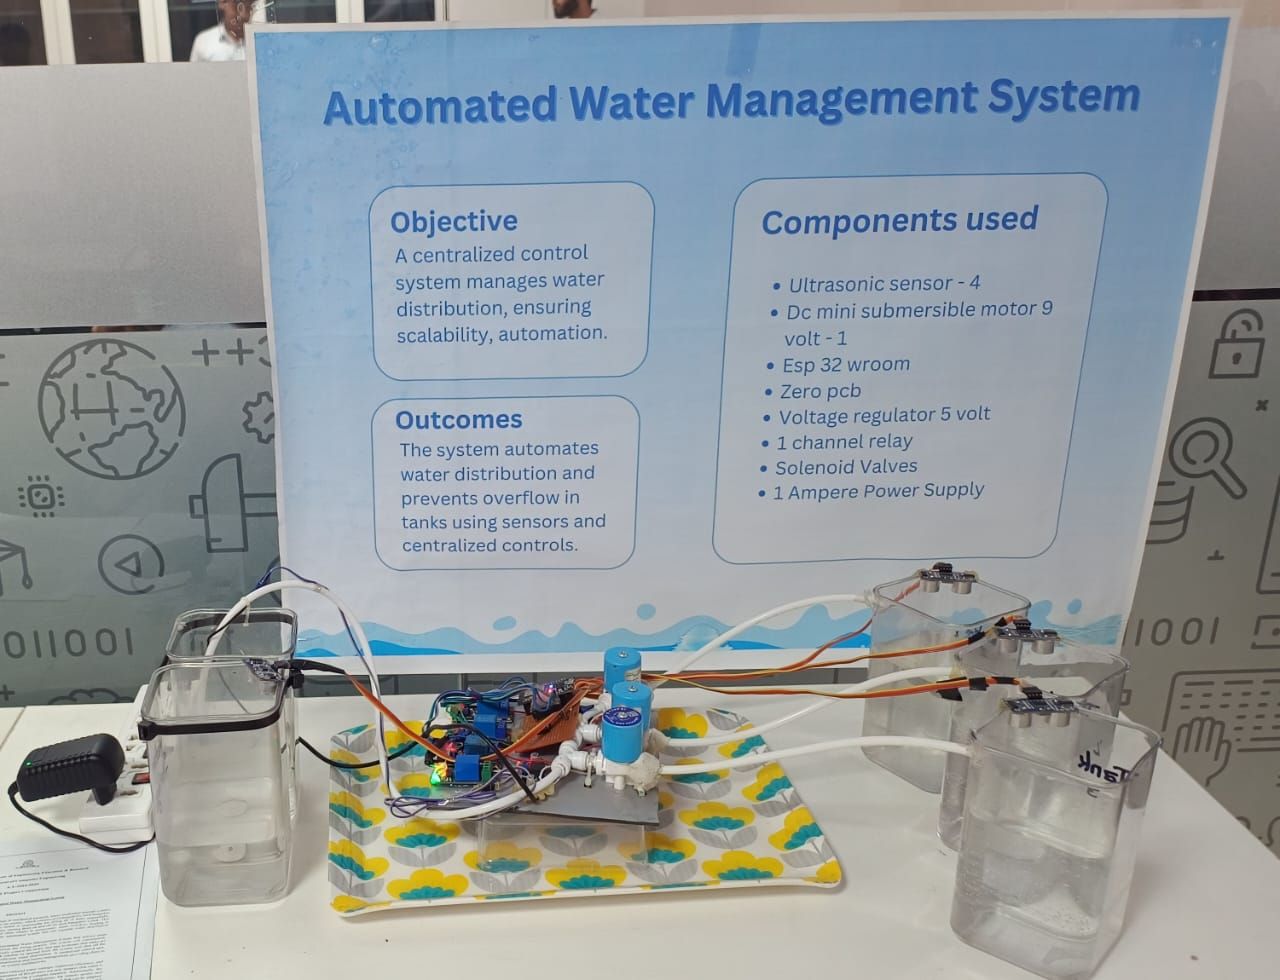 Automated Water Management System
Objective
A centralized control
system manages water
distribution, ensuring
scalability, automation.
Outcomes
The system automates
water distribution and
prevents overflow in
tanks using sensors and
centralized controls.
Components used
• Ultrasonic sensor - 4
• Dc mini submersible motor 9
volt - 1
• Esp 32 wroom
• Zero pcb
• Voltage regulator 5 volt
• 1 channel relay
• Solenoid Valves
• 1 Ampere Power Supply
011001
1001
Tank